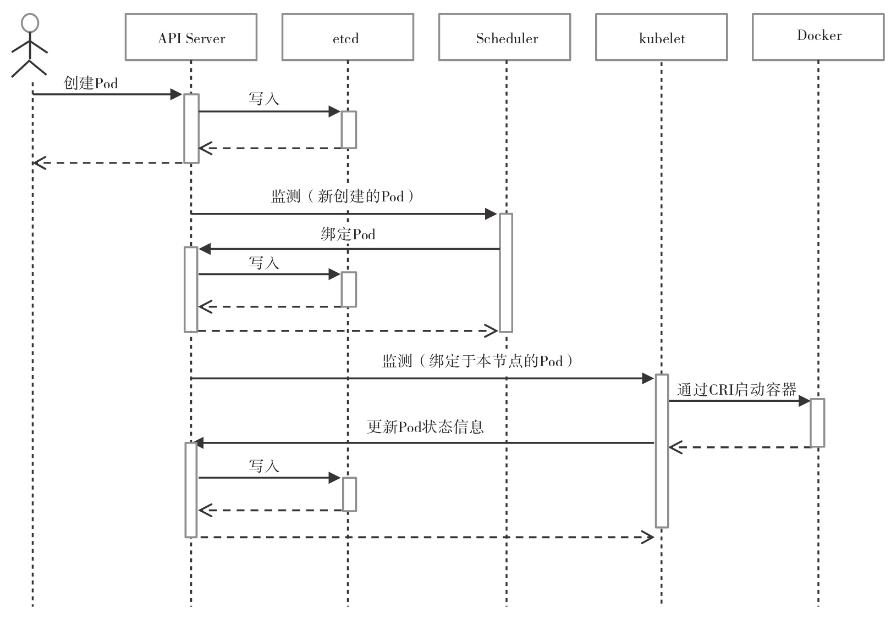 API Server
etcd
Scheduler
kubelet
Docker
创建Pod
写入
监测（新创建的Pod）
绑定Pod
写入
监测（绑定于本节点的Pod）
通过CRI启动容器
更新Pod状态信息
写入